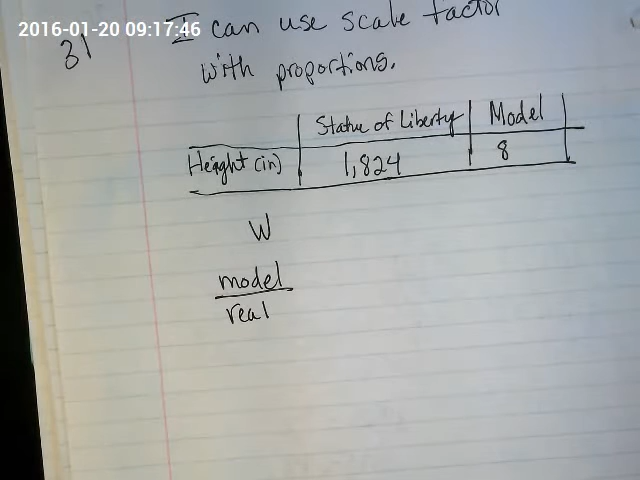 2016-01-20 09:17:46
31
I can use scale factor
with proportions.
Statue of Liberty Model
Height (in) 1,824 8
W
model
real